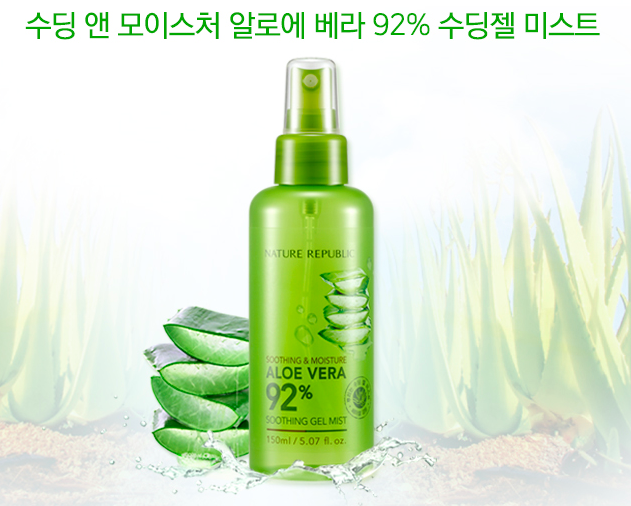 수딩 앤 모이스처 알로에 베라 92% 수딩젤 미스트
NATURE REPUBLIC
SOOTHING & MOISTURE
ALOE VERA
92%
SOOTHING GEL MIST
150ml / 5.07 fl. oz.